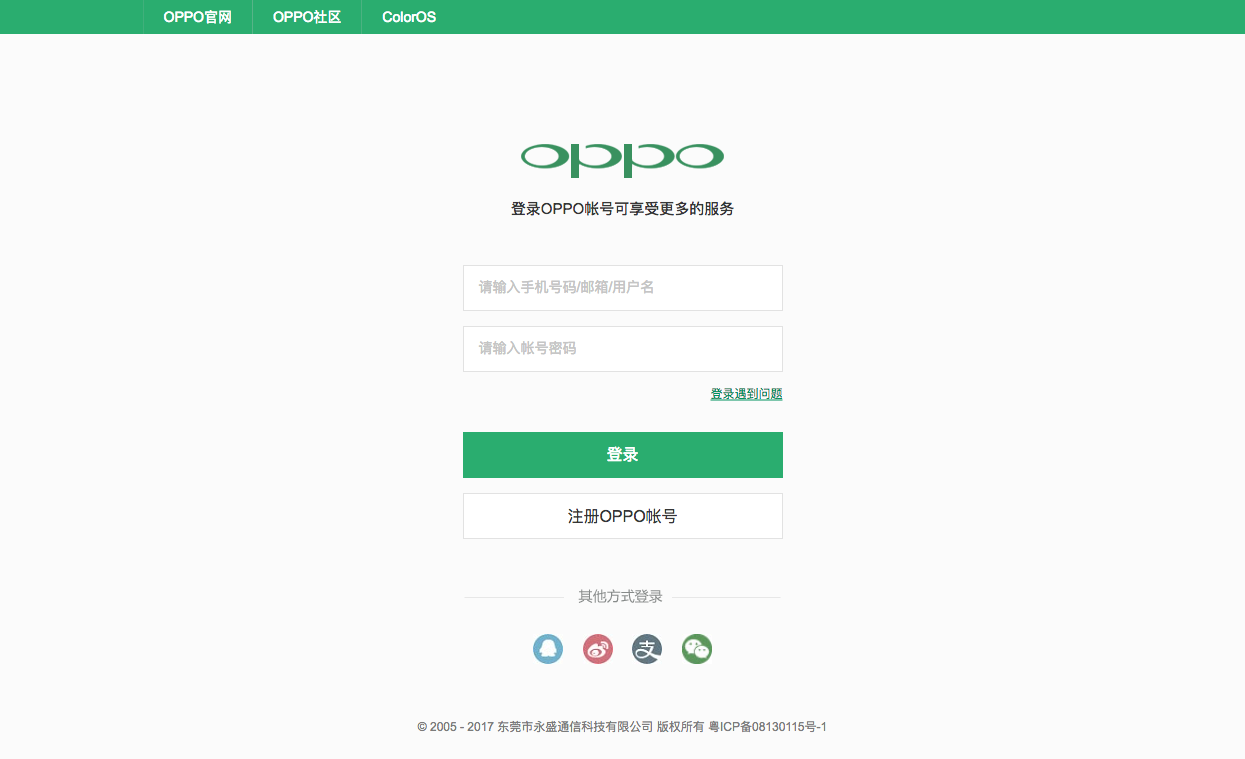 OPPO官网 OPPO社区 ColorOS
oppo
登录OPPO帐号可享受更多的服务
请输入手机号码/邮箱/用户名
请输入帐号密码
登录遇到问题
登录
注册OPPO帐号
其他方式登录
支
© 2005 - 2017 东莞市永盛通信科技有限公司 版权所有 粤ICP备08130115号-1